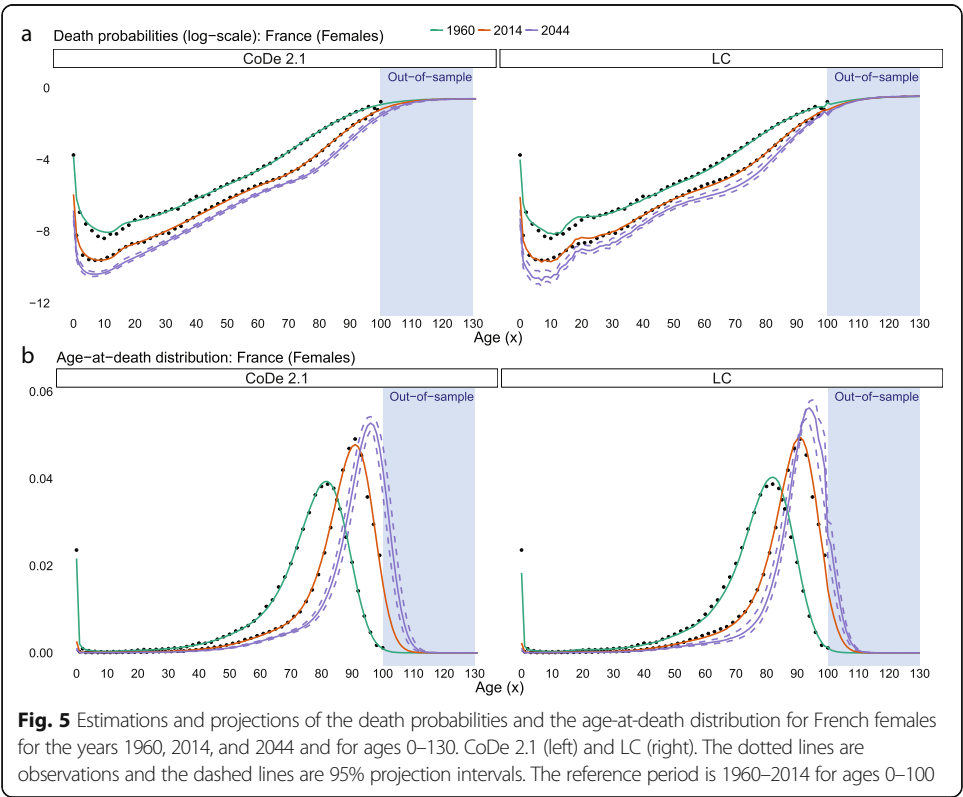 a Death probabilities (log−scale): France (Females) 1960 2014 2044
CoDe 2.1 LC
Out−of−sample Out−of−sample
0
−4
−8
−12
0 10 20 30 40 50 60 70 80 90 100 110 120 130 0 10 20 30 40 50 60 70 80 90 100 110 120 130
Age (x)
b Age−at−death distribution: France (Females)
CoDe 2.1 LC
0.06
Out−of−sample Out−of−sample
0.04
0.02
0.00
0 10 20 30 40 50 60 70 80 90 100 110 120 130 0 10 20 30 40 50 60 70 80 90 100 110 120 130
Age (x)
Fig. 5 Estimations and projections of the death probabilities and the age-at-death distribution for French females
for the years 1960, 2014, and 2044 and for ages 0–130. CoDe 2.1 (left) and LC (right). The dotted lines are
observations and the dashed lines are 95% projection intervals. The reference period is 1960–2014 for ages 0–100